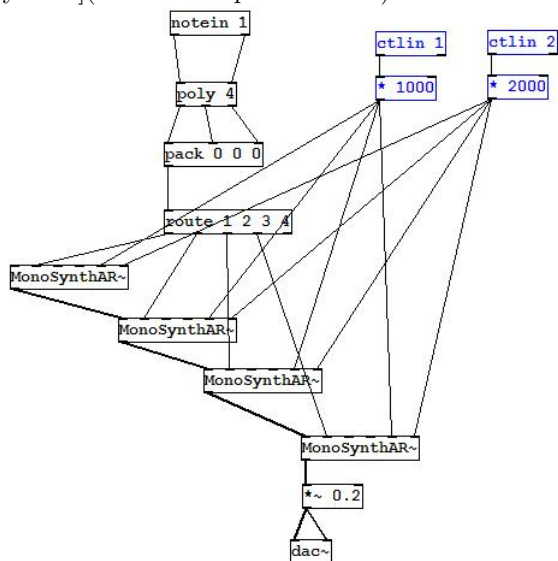 notein 1
ctlin 1
ctlin 2
poly 4
* 1000
* 2000
pack 0 0 0
route 1 2 3 4
MonoSynthAR~
MonoSynthAR~
MonoSynthAR~
MonoSynthAR~
*~ 0.2
dac~